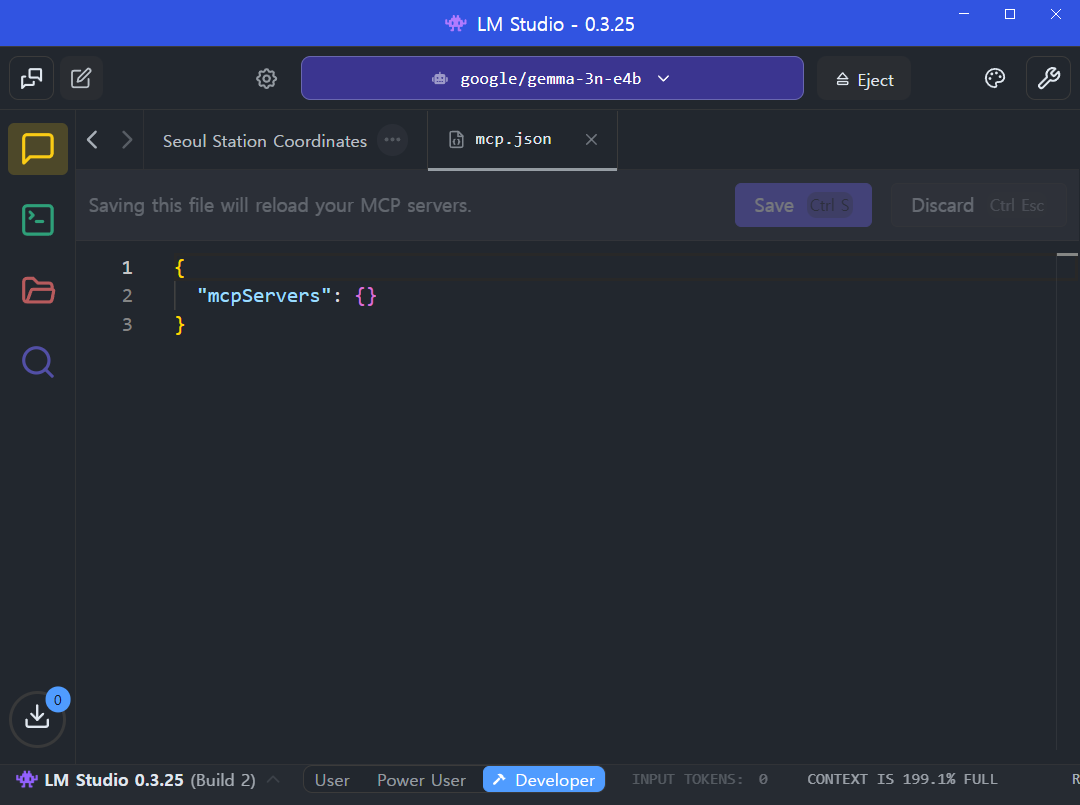 LM Studio - 0.3.25
google/gemma-3n-e4b
Eject
Seoul Station Coordinates
mcp.json
Saving this file will reload your MCP servers.
Save Ctrl S
Discard Ctrl Esc
1 {
2 "mcpServers": {}
3 }
0
LM Studio 0.3.25 (Build 2)
User
Power User
Developer
INPUT TOKENS: 0
CONTEXT IS 199.1% FULL
R